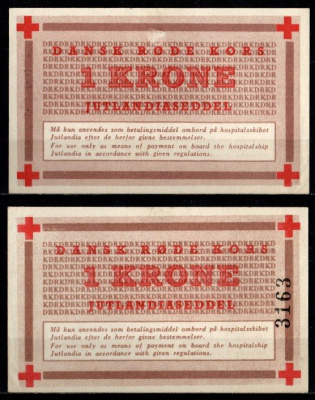 DANSK RØDE KORS
1 KRONE
JUTLANDIASEDDEL
Må kun anvendes som betalingsmiddel ombord på hospitalsskibet
Jutlandia efter de herfor givne bestemmelser.
For use only as means of payment on board the hospitalship
Jutlandia in accordance with given regulations.
DANSK RØDE KORS
1 KRONE
JUTLANDIASEDDEL
Må kun anvendes som betalingsmiddel ombord på hospitalsskibet
Jutlandia efter de herfor givne bestemmelser.
For use only as means of payment on board the hospitalship
Jutlandia in accordance with given regulations.
3163